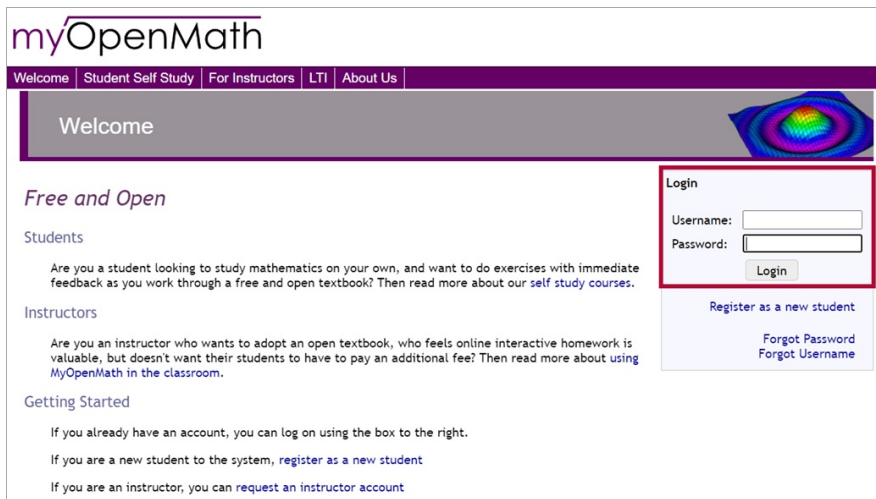 myOpenMath
Welcome Student Self Study For Instructors LTI About Us
Welcome
Free and Open
Students
Are you a student looking to study mathematics on your own, and want to do exercises with immediate
feedback as you work through a free and open textbook? Then read more about our self study courses.
Instructors
Are you an instructor who wants to adopt an open textbook, who feels online interactive homework is
valuable, but doesn't want their students to have to pay an additional fee? Then read more about using
MyOpenMath in the classroom.
Getting Started
If you already have an account, you can log on using the box to the right.
If you are a new student to the system, register as a new student
If you are an instructor, you can request an instructor account
Login
Username:
Password:
Login
Register as a new student
Forgot Password
Forgot Username